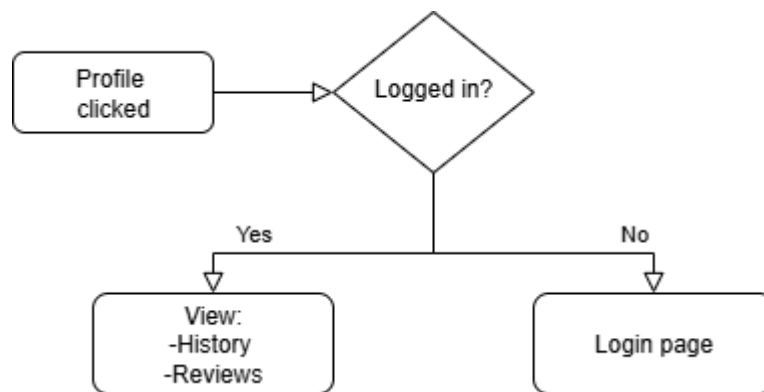 Profile
clicked
Logged in?
Yes
No
View:
-History
-Reviews
Login page